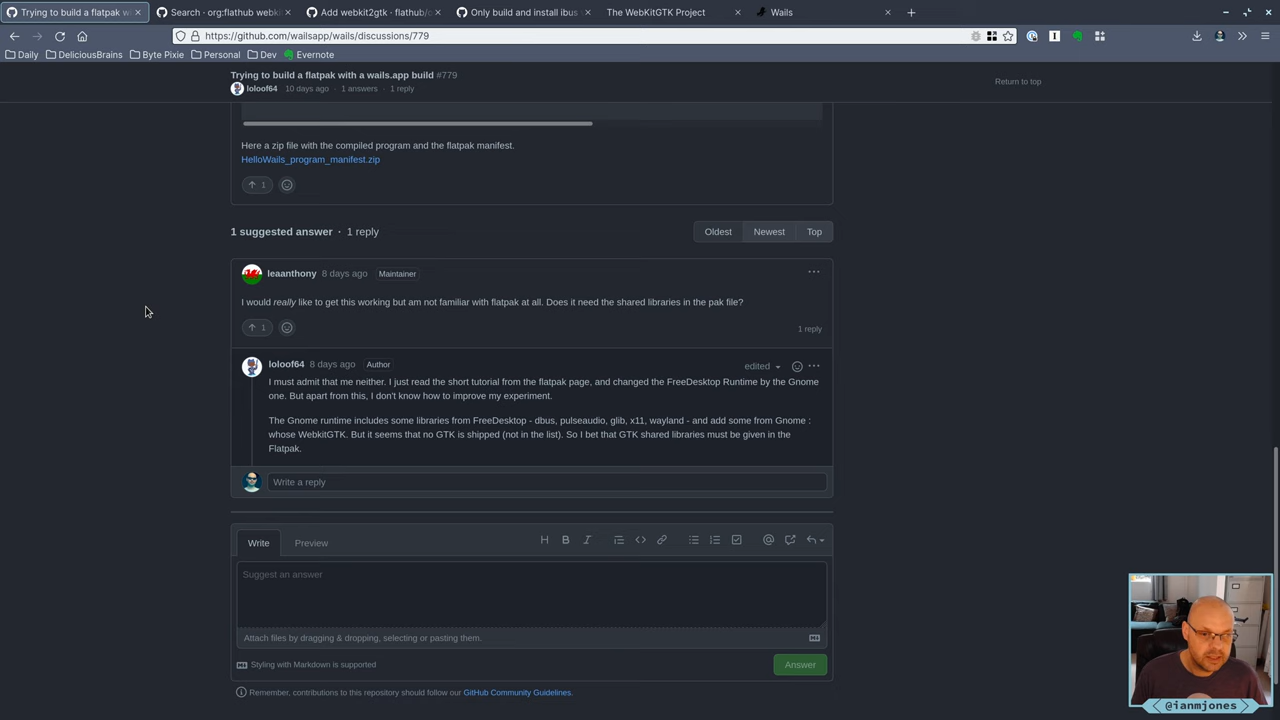 Trying to build a flatpak w
Search · org:flathub webki
Add webkit2gtk · flathub/c
Only build and install ibus
The WebKitGTK Project
Wails
https://github.com/wailsapp/wails/discussions/779
Daily
DeliciousBrains
Byte Pixie
Personal
Dev
Evernote
Trying to build a flatpak with a wails.app build #779
loloof64 10 days ago · 1 answers · 1 reply
Return to top
Here a zip file with the compiled program and the flatpak manifest.
HelloWails_program_manifest.zip
1
1 suggested answer · 1 reply
Oldest Newest Top
leaanthony 8 days ago Maintainer
I would really like to get this working but am not familiar with flatpak at all. Does it need the shared libraries in the pak file?
1
1 reply
loloof64 8 days ago Author
edited
I must admit that me neither. I just read the short tutorial from the flatpak page, and changed the FreeDesktop Runtime by the Gnome
one. But apart from this, I don't know how to improve my experiment.
The Gnome runtime includes some libraries from FreeDesktop - dbus, pulseaudio, glib, x11, wayland - and add some from Gnome :
whose WebkitGTK. But it seems that no GTK is shipped (not in the list). So I bet that GTK shared libraries must be given in the
Flatpak.
Write a reply
Write Preview
Suggest an answer
Attach files by dragging & dropping, selecting or pasting them.
Styling with Markdown is supported
Answer
Remember, contributions to this repository should follow our GitHub Community Guidelines.
@ianmjones